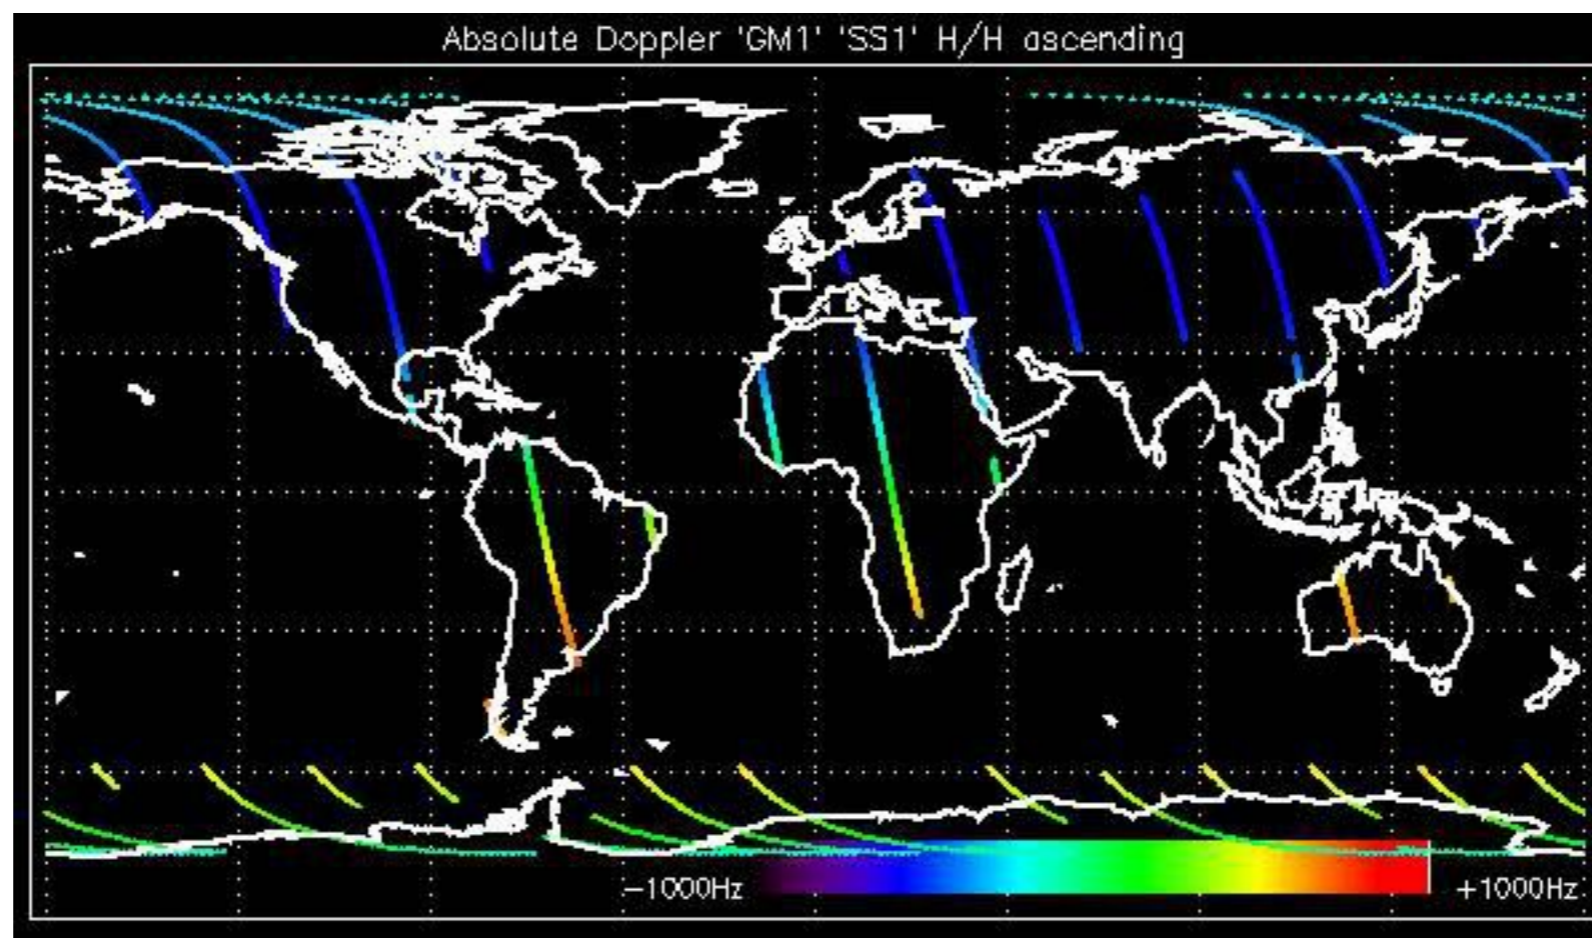 Absolute Doppler 'GM1' 'SS1' H/H ascending
−1000Hz
+1000Hz